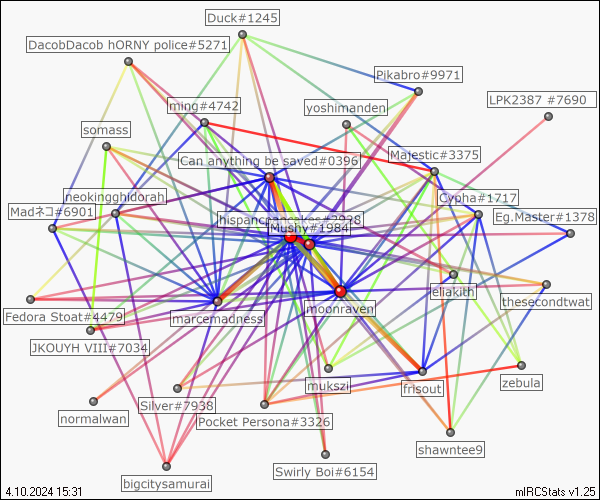 Duck#1245
DacobDacob hORNY police#5271
Pikabro#9971
LPK2387 #7690
ming#4742
yoshimanden
somass
Majestic#3375
Can anything be saved#0396
neokingghidorah
Cypha#1717
Madネコ#6901
hispancpancakes#3928
Eg.Master#1378
Mushy#1984
eliakith
thesecondtwat
Fedora Stoat#4479
marcemadness
moonraven
JKOUYH VIII#7034
mukszi
frisout
zebula
Silver#7938
normalwan
Pocket Persona#3326
shawntee9
Swirly Boi#6154
bigcitysamurai
4.10.2024 15:31
mIRCStats v1.25